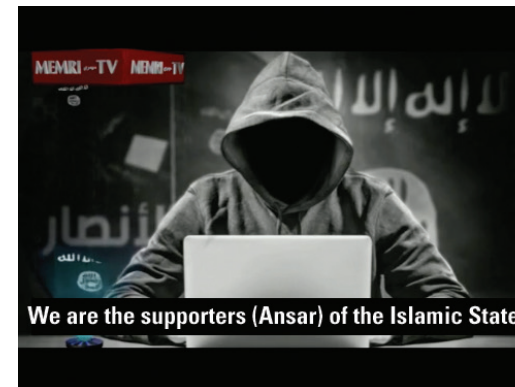 MEMRI TV MEMRI TV
لا إله إلا ا
الأنصار
We are the supporters (Ansar) of the Islamic State